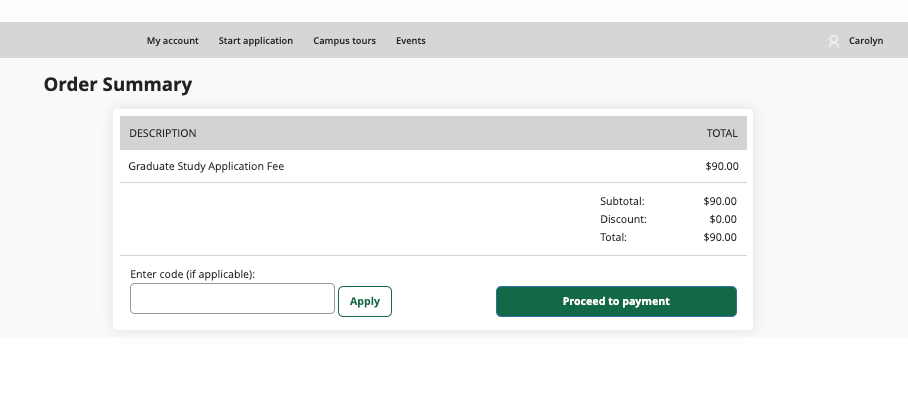 My account Start application Campus tours Events Carolyn
Order Summary
DESCRIPTION TOTAL
Graduate Study Application Fee $90.00
Subtotal: $90.00
Discount: $0.00
Total: $90.00
Enter code (if applicable):
Apply Proceed to payment